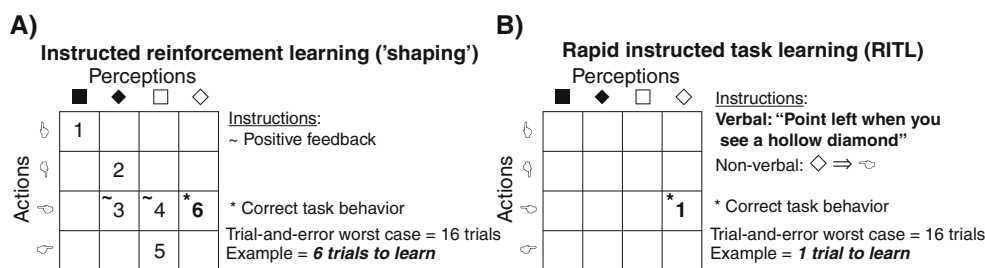 A)
Instructed reinforcement learning ('shaping')
Perceptions
Actions
1
2
~3 ~4 *6
5
Instructions:
~ Positive feedback
* Correct task behavior
Trial-and-error worst case = 16 trials
Example = 6 trials to learn
B)
Rapid instructed task learning (RITL)
Perceptions
Actions
*1
Instructions:
Verbal: “Point left when you
see a hollow diamond”
Non-verbal: ◇ ⇒ ☜
* Correct task behavior
Trial-and-error worst case = 16 trials
Example = 1 trial to learn